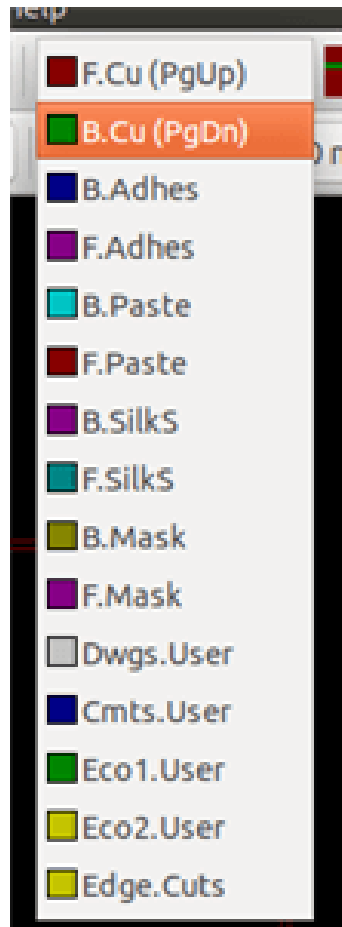 Help
F.Cu (PgUp)
B.Cu (PgDn)
B.Adhes
F.Adhes
B.Paste
F.Paste
B.SilkS
F.SilkS
B.Mask
F.Mask
Dwgs.User
Cmts.User
Eco1.User
Eco2.User
Edge.Cuts